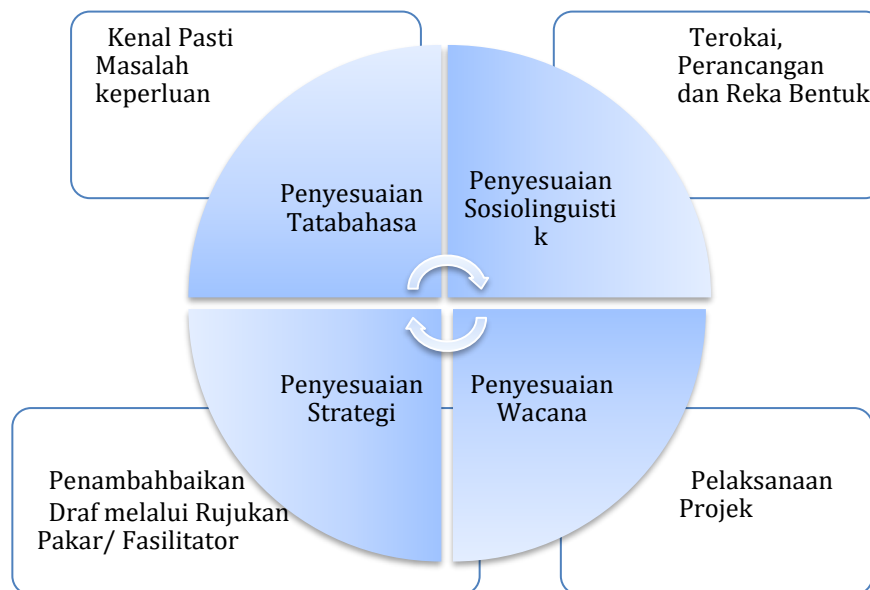 Kenal Pasti
Masalah
keperluan
Terokai,
Perancangan
dan Reka Bentuk
Penyesuaian
Tatabahasa
Penyesuaian
Sosiolinguisti
k
Penyesuaian
Strategi
Penyesuaian
Wacana
Penambahbaikan
Draf melalui Rujukan
Pakar/ Fasilitator
Pelaksanaan
Projek